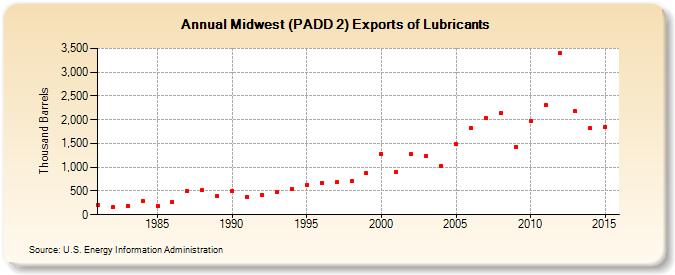 Annual Midwest (PADD 2) Exports of Lubricants
Thousand Barrels
3,500
3,000
2,500
2,000
1,500
1,000
500
0
1985 1990 1995 2000 2005 2010 2015
Source: U.S. Energy Information Administration